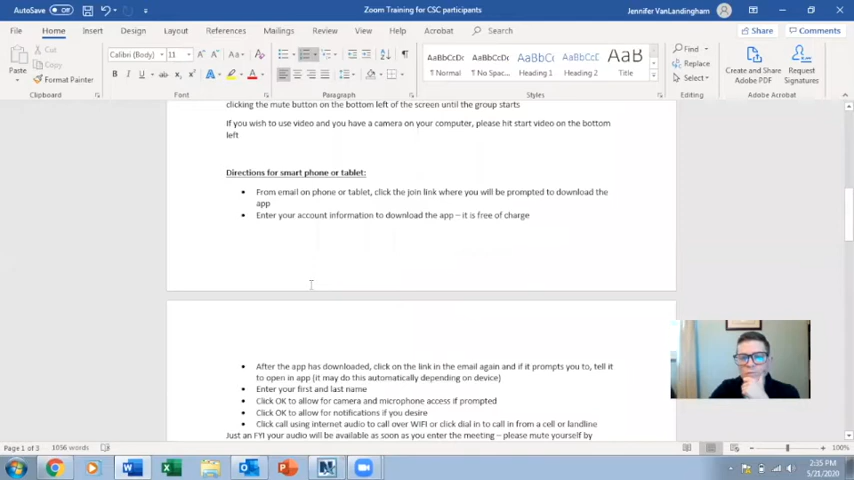 AutoSave Off Zoom Training for CSC participants Jennifer VanLandingham
File Home Insert Design Layout References Mailings Review View Help Acrobat Search Share Comments
Paste Cut Copy Format Painter
Calibri (Body) 11
AaBbCcD AaBbCcD AaBbC AaBbCcC AaB
¶ Normal ¶ No Spac... Heading 1 Heading 2 Title
Find Replace Select
Create and Share Adobe PDF Request Signatures
Clipboard Font Paragraph Styles Editing Adobe Acrobat
clicking the mute button on the bottom left of the screen until the group starts
If you wish to use video and you have a camera on your computer, please hit start video on the bottom
left
Directions for smart phone or tablet:
• From email on phone or tablet, click the join link where you will be prompted to download the
app
• Enter your account information to download the app – it is free of charge
• After the app has downloaded, click on the link in the email again and if it prompts you to, tell it
to open in app (it may do this automatically depending on device)
• Enter your first and last name
• Click OK to allow for camera and microphone access if prompted
• Click OK to allow for notifications if you desire
• Click call using internet audio to call over WIFI or click dial in to call in from a cell or landline
Just an FYI your audio will be available as soon as you enter the meeting – please mute yourself by
Page 1 of 3 1956 words 100%
2:35 PM
5/21/2020